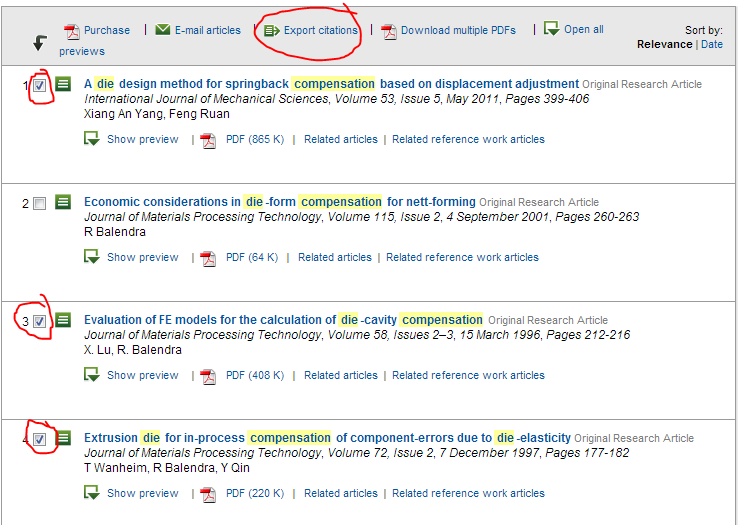 Purchase previews | E-mail articles | Export citations | Download multiple PDFs | Open all
Sort by:
Relevance | Date
1 A die design method for springback compensation based on displacement adjustment Original Research Article
International Journal of Mechanical Sciences, Volume 53, Issue 5, May 2011, Pages 399-406
Xiang An Yang, Feng Ruan
Show preview | PDF (865 K) | Related articles | Related reference work articles
2 Economic considerations in die-form compensation for nett-forming Original Research Article
Journal of Materials Processing Technology, Volume 115, Issue 2, 4 September 2001, Pages 260-263
R Balendra
Show preview | PDF (64 K) | Related articles | Related reference work articles
3 Evaluation of FE models for the calculation of die-cavity compensation Original Research Article
Journal of Materials Processing Technology, Volume 58, Issues 2–3, 15 March 1996, Pages 212-216
X. Lu, R. Balendra
Show preview | PDF (408 K) | Related articles | Related reference work articles
4 Extrusion die for in-process compensation of component-errors due to die-elasticity Original Research Article
Journal of Materials Processing Technology, Volume 72, Issue 2, 7 December 1997, Pages 177-182
T Wanheim, R Balendra, Y Qin
Show preview | PDF (220 K) | Related articles | Related reference work articles